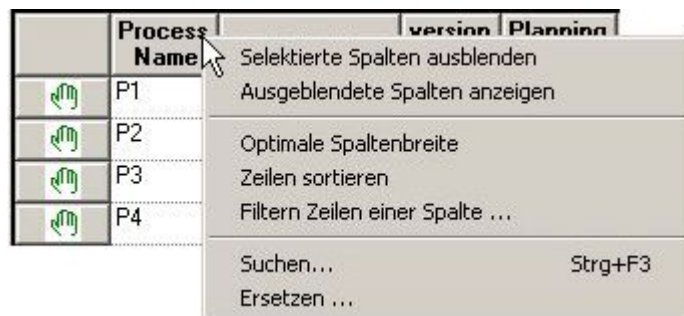 Process version Planning
Name
P1
P2
P3
P4
Selektierte Spalten ausblenden
Ausgeblendete Spalten anzeigen
Optimale Spaltenbreite
Zeilen sortieren
Filtern Zeilen einer Spalte ...
Suchen... Strg+F3
Ersetzen ...